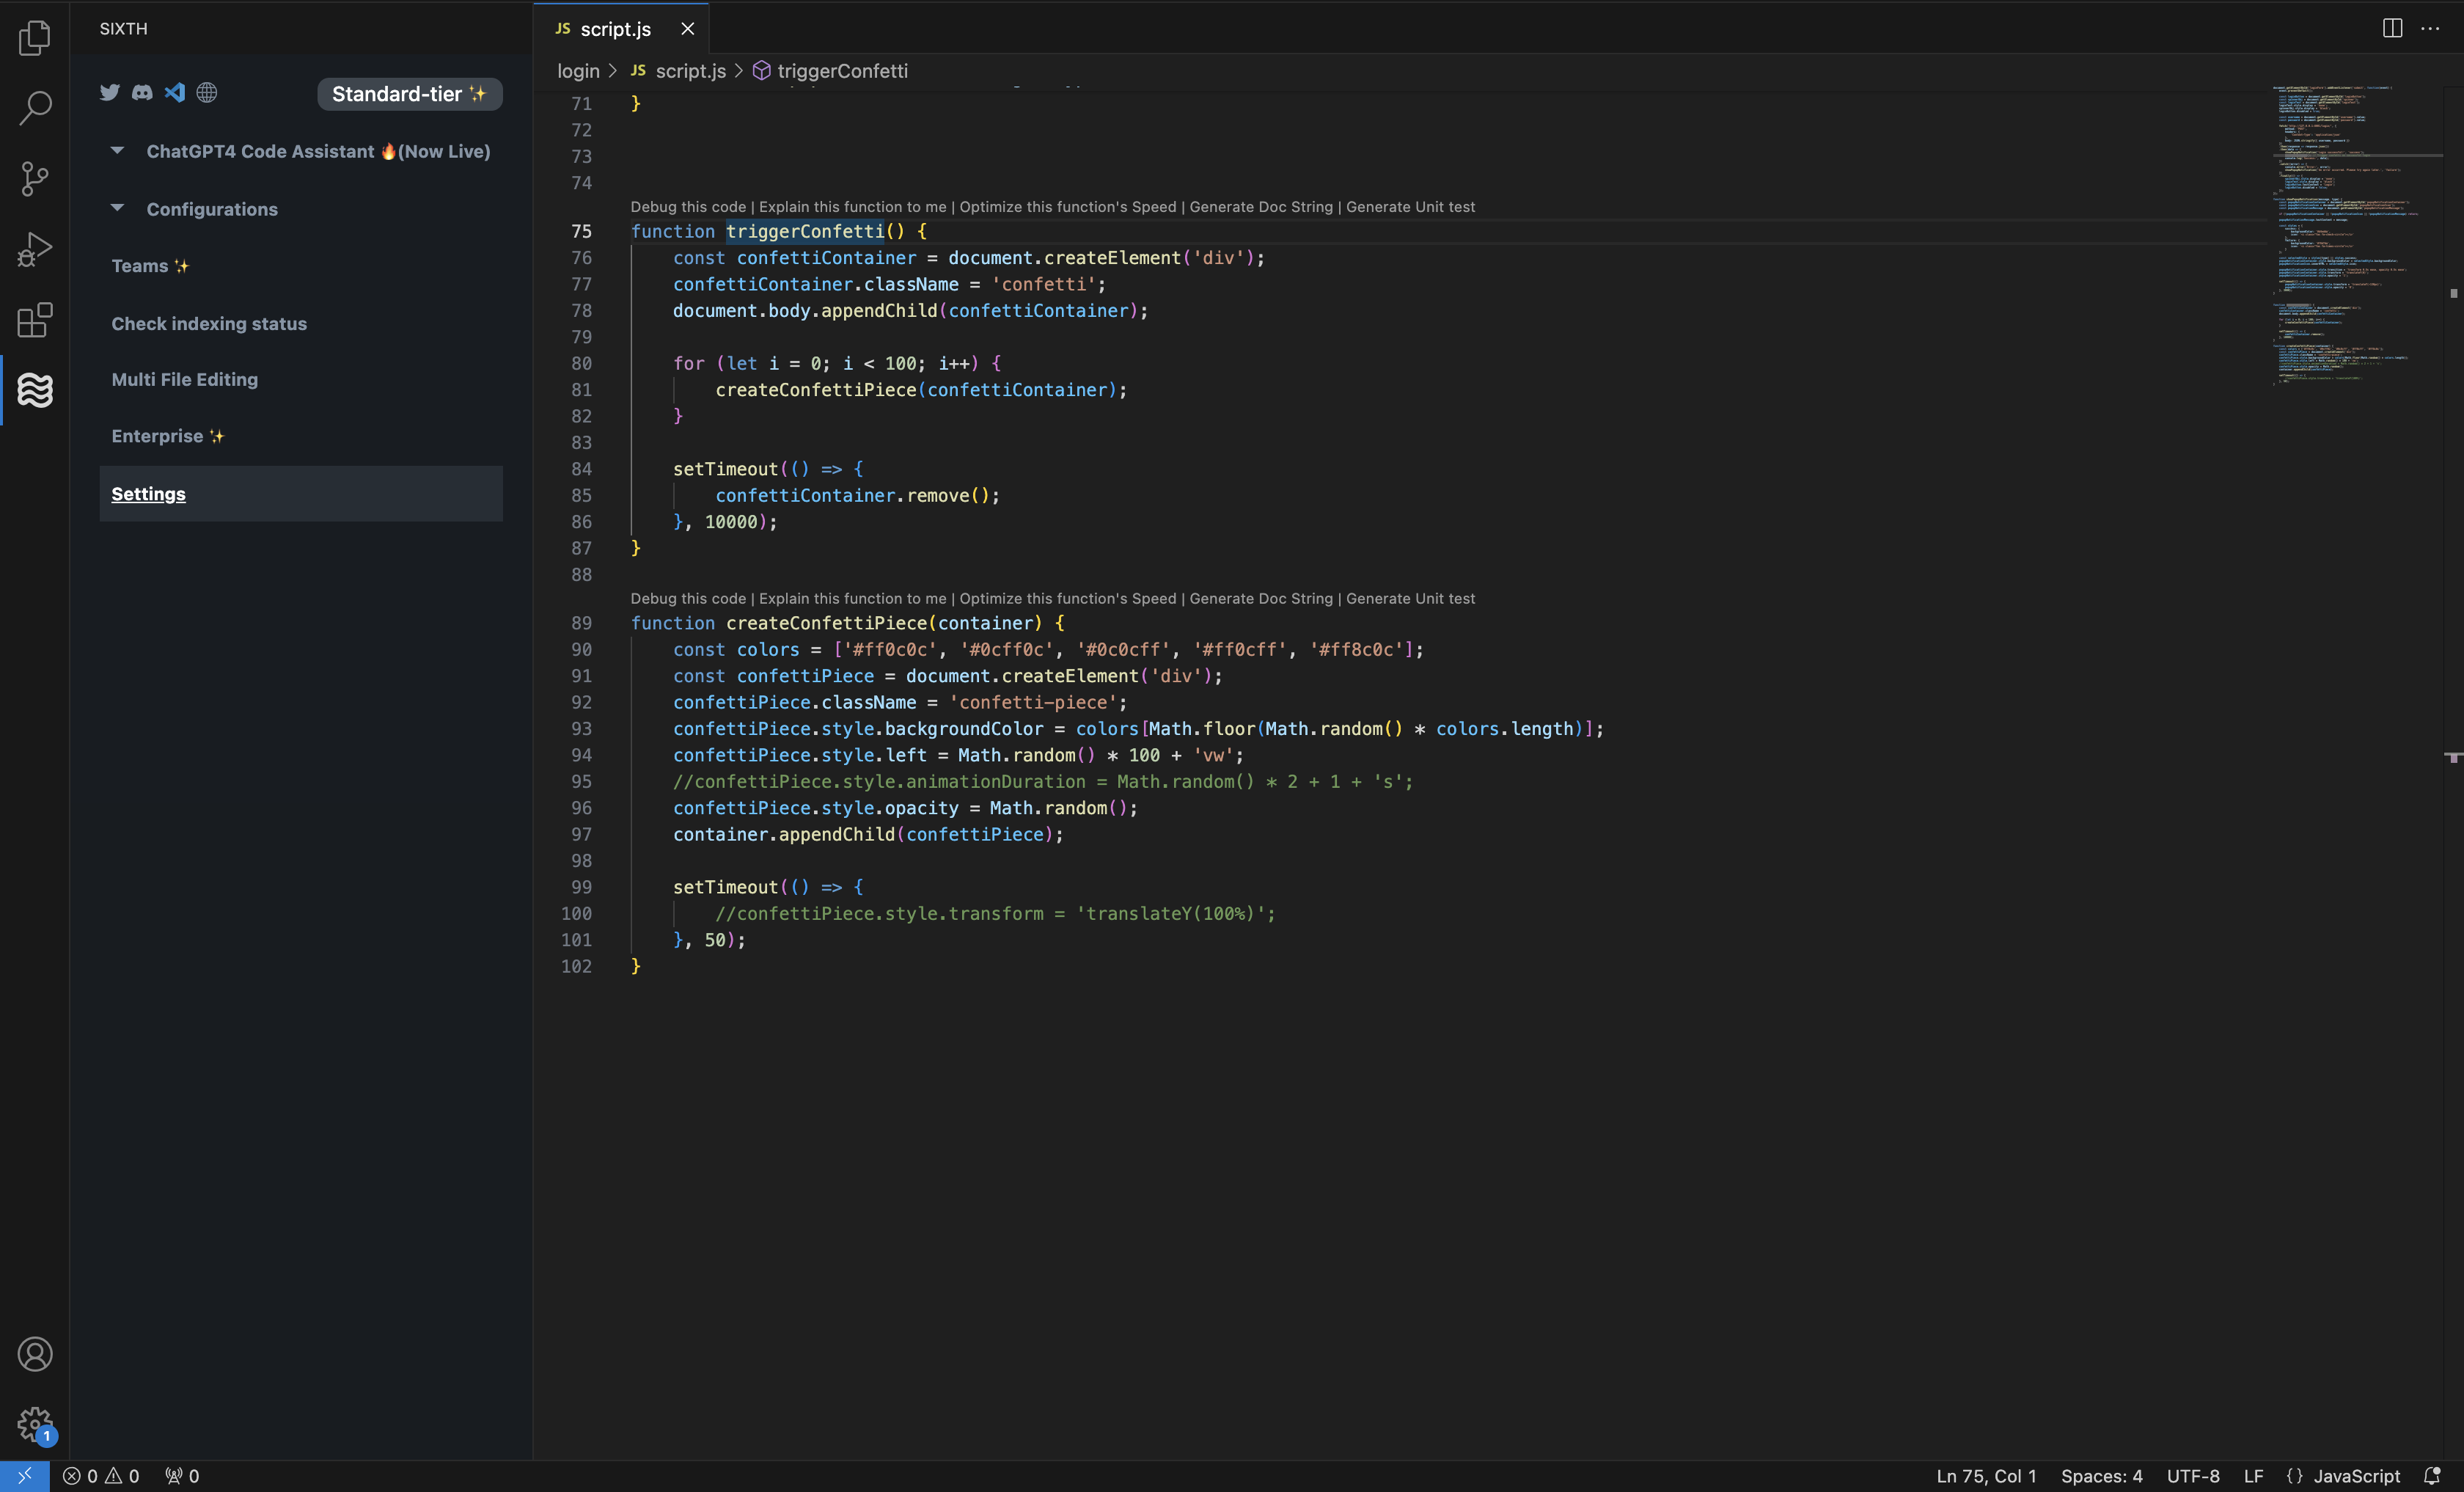 SIXTH
Standard-tier ✨
ChatGPT4 Code Assistant 🔥(Now Live)
Configurations
Teams ✨
Check indexing status
Multi File Editing
Enterprise ✨
Settings
JS script.js
login > JS script.js > triggerConfetti
71 }
72
73
74
Debug this code | Explain this function to me | Optimize this function's Speed | Generate Doc String | Generate Unit test
75 function triggerConfetti() {
76     const confettiContainer = document.createElement('div');
77     confettiContainer.className = 'confetti';
78     document.body.appendChild(confettiContainer);
79
80     for (let i = 0; i < 100; i++) {
81         createConfettiPiece(confettiContainer);
82     }
83
84     setTimeout(() => {
85         confettiContainer.remove();
86     }, 10000);
87 }
88
Debug this code | Explain this function to me | Optimize this function's Speed | Generate Doc String | Generate Unit test
89 function createConfettiPiece(container) {
90     const colors = ['#ff0c0c', '#0cff0c', '#0c0cff', '#ff0cff', '#ff8c0c'];
91     const confettiPiece = document.createElement('div');
92     confettiPiece.className = 'confetti-piece';
93     confettiPiece.style.backgroundColor = colors[Math.floor(Math.random() * colors.length)];
94     confettiPiece.style.left = Math.random() * 100 + 'vw';
95     //confettiPiece.style.animationDuration = Math.random() * 2 + 1 + 's';
96     confettiPiece.style.opacity = Math.random();
97     container.appendChild(confettiPiece);
98
99     setTimeout(() => {
100         //confettiPiece.style.transform = 'translateY(100%)';
101     }, 50);
102 }
1
0 0 0
Ln 75, Col 1 Spaces: 4 UTF-8 LF {} JavaScript